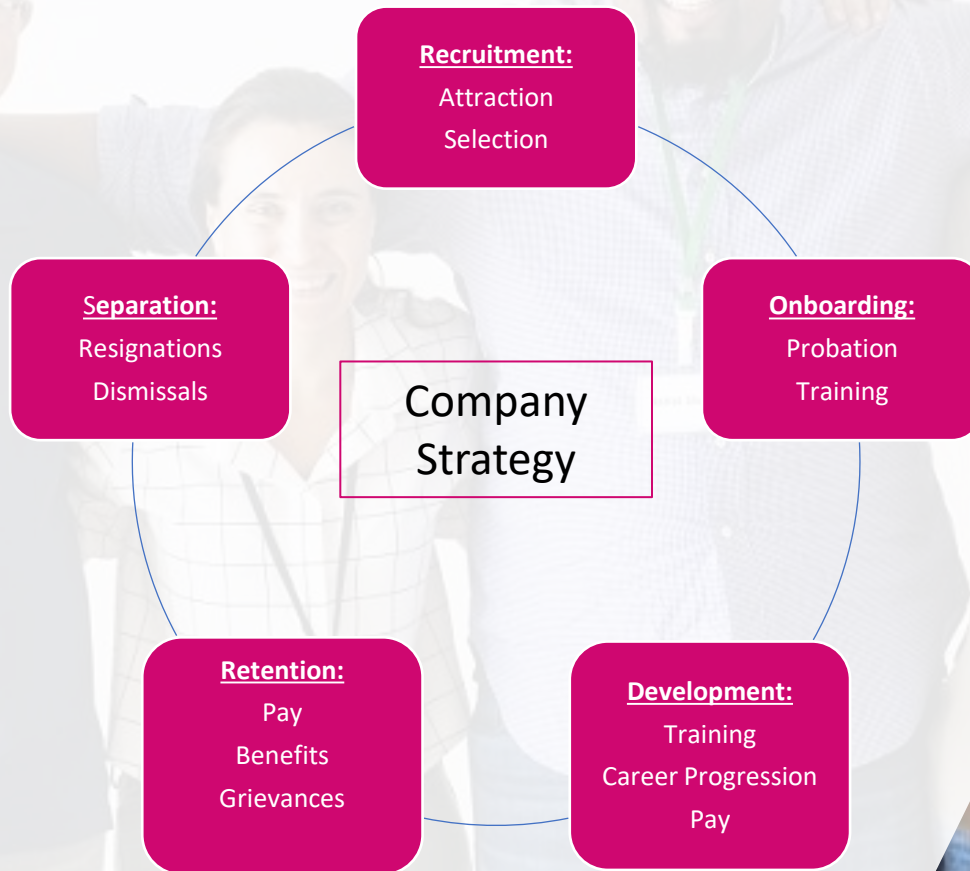 Recruitment:
Attraction
Selection
Separation:
Resignations
Dismissals
Onboarding:
Probation
Training
Company
Strategy
Retention:
Pay
Benefits
Grievances
Development:
Training
Career Progression
Pay